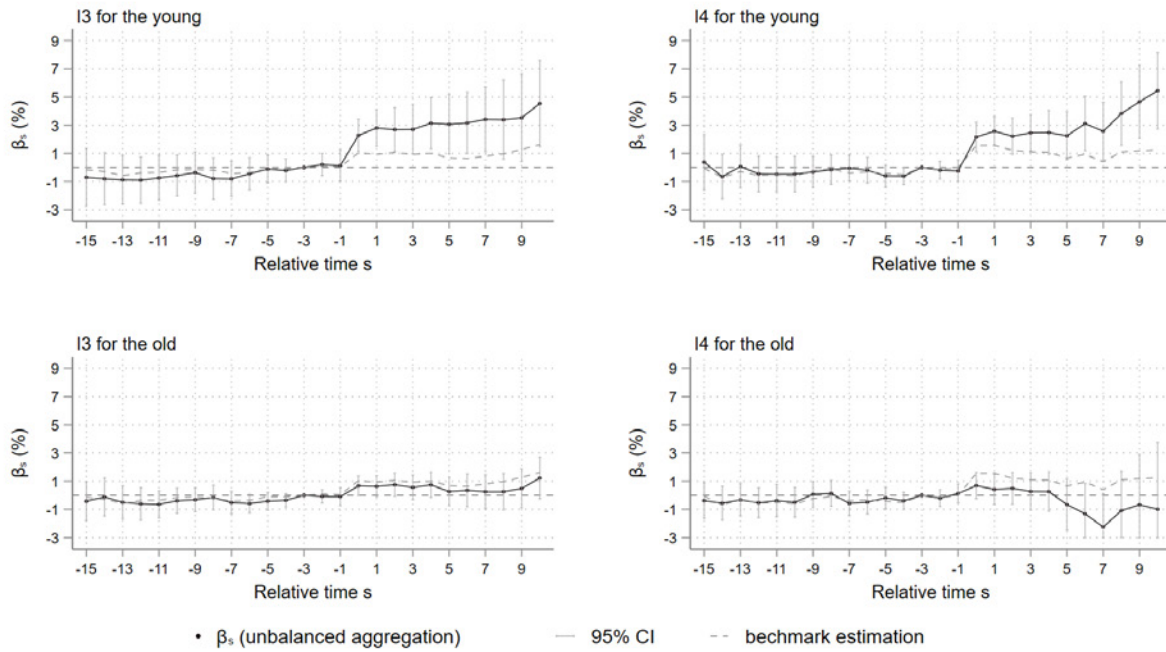 I3 for the young
9
7
5
3
1
-1
-3
βs (%)
-15 -13 -11 -9 -7 -5 -3 -1 1 3 5 7 9
Relative time s
I4 for the young
9
7
5
3
1
-1
-3
βs (%)
-15 -13 -11 -9 -7 -5 -3 -1 1 3 5 7 9
Relative time s
I3 for the old
9
7
5
3
1
-1
-3
βs (%)
-15 -13 -11 -9 -7 -5 -3 -1 1 3 5 7 9
Relative time s
I4 for the old
9
7
5
3
1
-1
-3
βs (%)
-15 -13 -11 -9 -7 -5 -3 -1 1 3 5 7 9
Relative time s
βs (unbalanced aggregation) 95% CI bechmark estimation